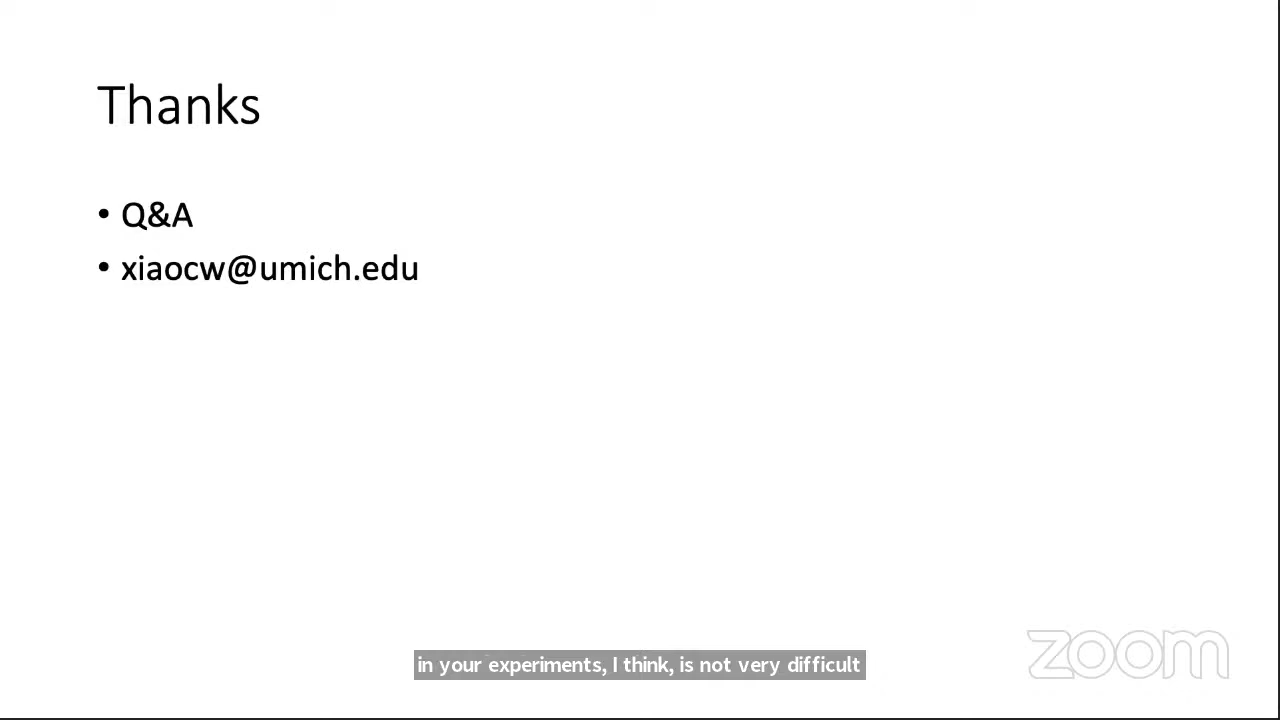 Thanks
• Q&A
• xiaocw@umich.edu
in your experiments, I think, is not very difficult
zoom